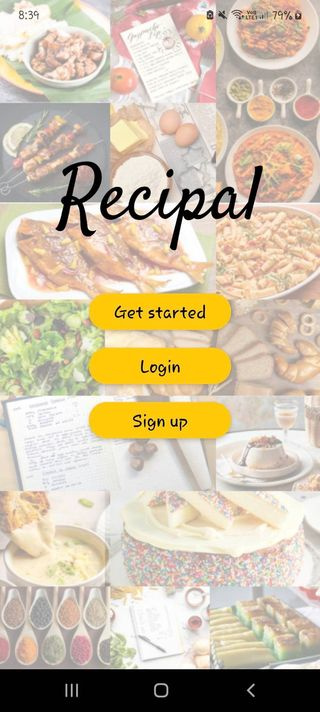 8:39
79%
Recipal
Get started
Login
Sign up